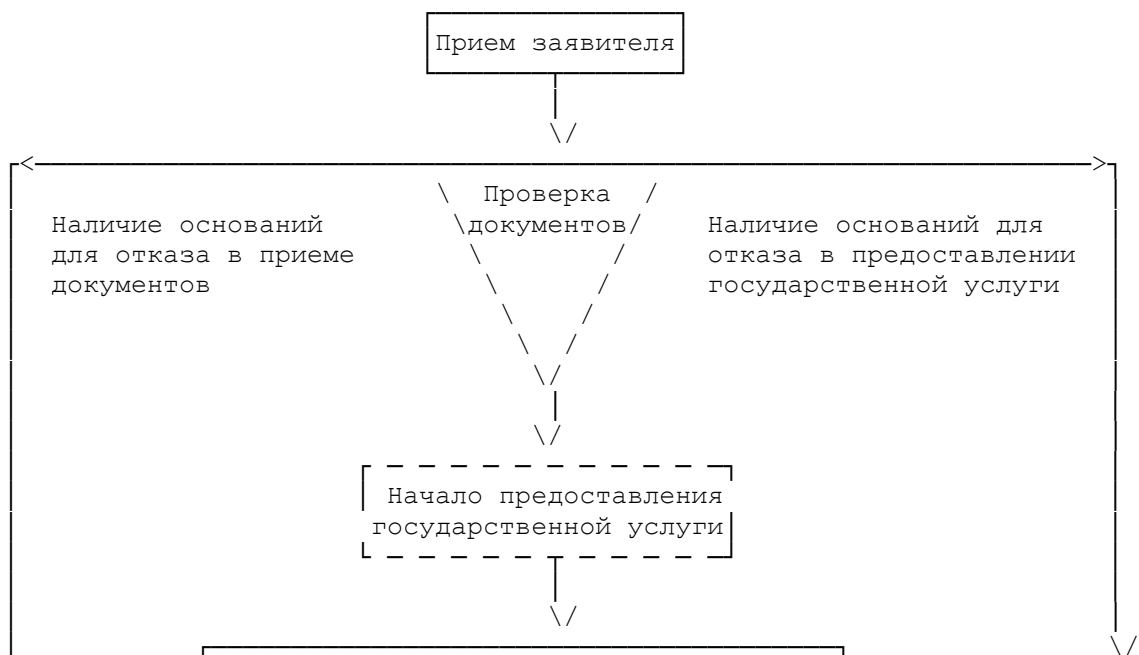 Прием заявителя
Проверка
документов
Наличие оснований
для отказа в приеме
документов
Наличие оснований для
отказа в предоставлении
государственной услуги
Начало предоставления
государственной услуги